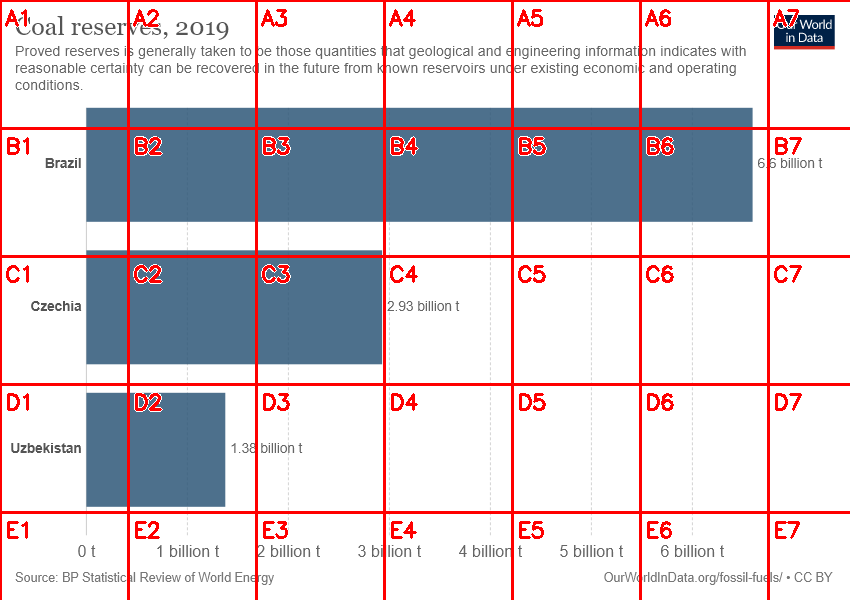 Coal reserves, 2019
Our World
in Data
Proved reserves is generally taken to be those quantities that geological and engineering information indicates with
reasonable certainty can be recovered in the future from known reservoirs under existing economic and operating
conditions.
A1 A2 A3 A4 A5 A6 A7
B1 B2 B3 B4 B5 B6 B7
Brazil 6.6 billion t
C1 C2 C3 C4 C5 C6 C7
Czechia 2.93 billion t
D1 D2 D3 D4 D5 D6 D7
Uzbekistan 1.38 billion t
E1 E2 E3 E4 E5 E6 E7
0 t 1 billion t 2 billion t 3 billion t 4 billion t 5 billion t 6 billion t
Source: BP Statistical Review of World Energy
OurWorldInData.org/fossil-fuels/ • CC BY